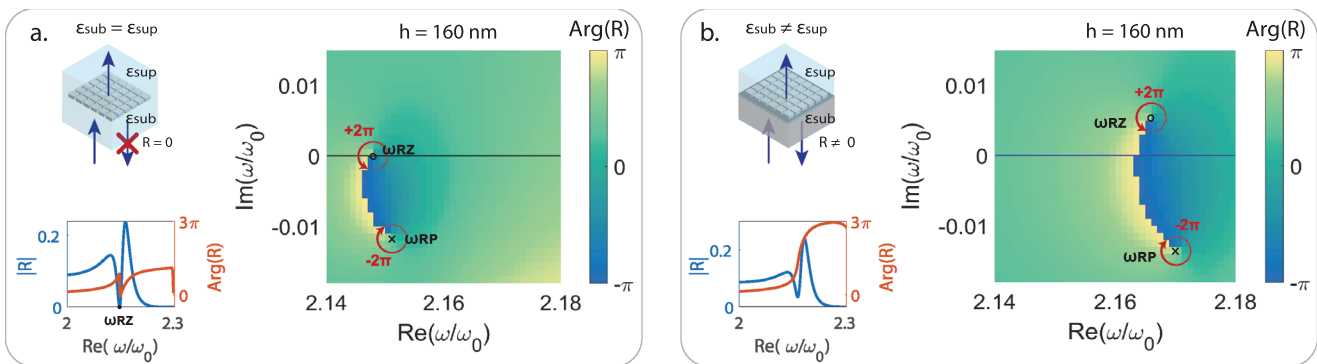 a.
εsub = εsup
εsup
εsub
R = 0
h = 160 nm
Arg(R)
π
0
-π
0.01
0
-0.01
Im(ω/ω0)
+2π
ωRZ
ωRP
-2π
2.14
2.16
2.18
Re(ω/ω0)
0.2
0
|R|
3π
0
Arg(R)
2
ωRZ
2.3
Re( ω/ω0)
b.
εsub ≠ εsup
εsup
εsub
R ≠ 0
h = 160 nm
Arg(R)
π
0
-π
0.01
0
-0.01
Im(ω/ω0)
+2π
ωRZ
-2π
ωRP
2.14
2.16
2.18
Re(ω/ω0)
0.2
0
|R|
3π
0
Arg(R)
2
2.3
Re( ω/ω0)